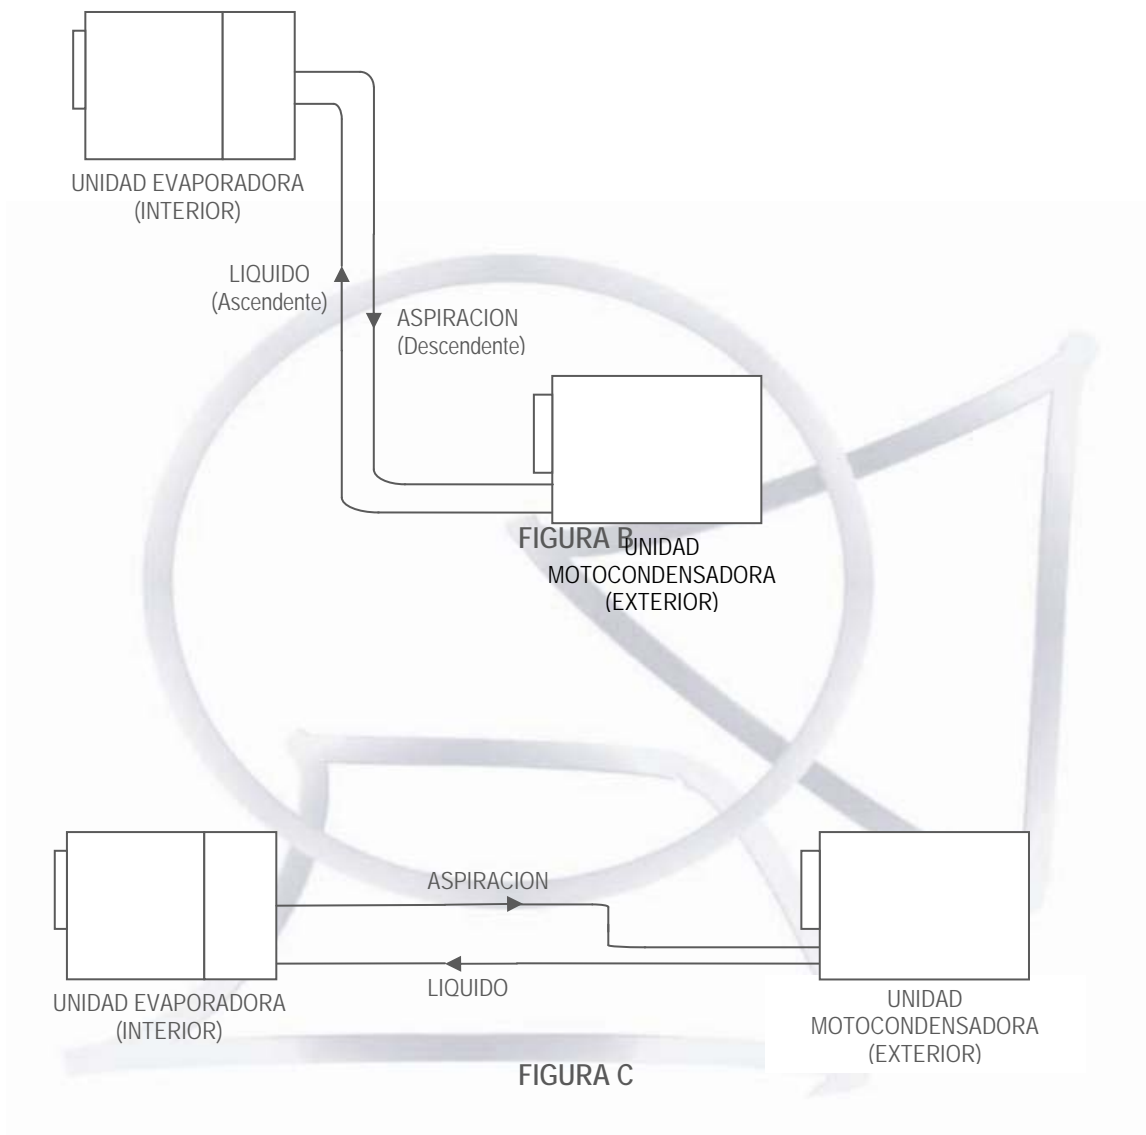 UNIDAD EVAPORADORA
(INTERIOR)
LIQUIDO
(Ascendente)
ASPIRACION
(Descendente)
FIGURA B
UNIDAD
MOTOCONDENSADORA
(EXTERIOR)
ASPIRACION
LIQUIDO
UNIDAD EVAPORADORA
(INTERIOR)
UNIDAD
MOTOCONDENSADORA
(EXTERIOR)
FIGURA C